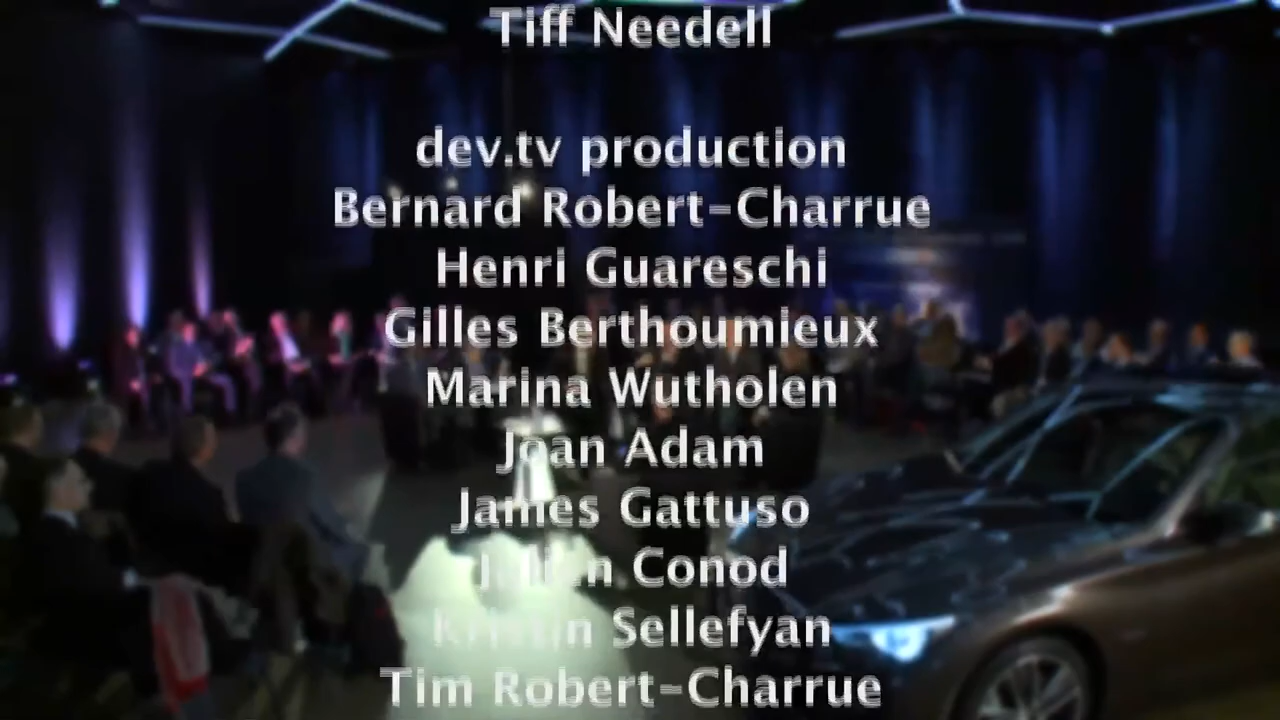 Tiff Needell
dev.tv production
Bernard Robert-Charrue
Henri Guareschi
Gilles Berthoumieux
Marina Wutholen
Joan Adam
James Gattuso
Conod
Sellefyan
Tim Robert-Charrue